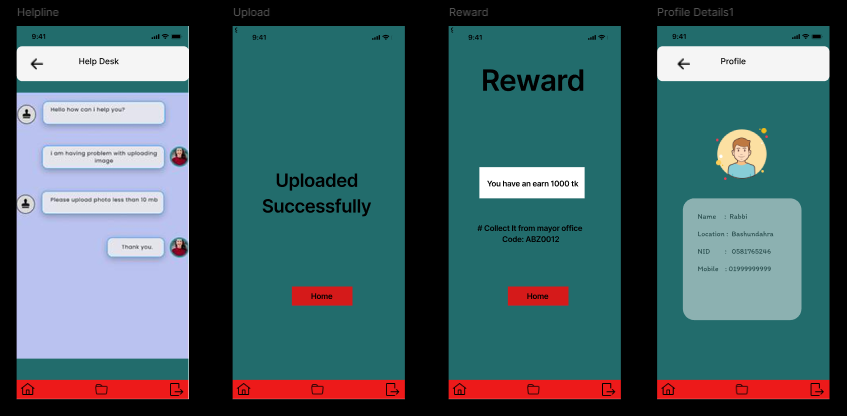 Helpline
Upload
Reward
Profile Details1
9:41
Help Desk
Hello how can i help you?
I am having problem with uploading
image
Please upload photo less than 10 mb
Thank you.
9:41
Uploaded
Successfully
Home
9:41
Reward
You have an earn 1000 tk
# Collect It from mayor office
Code: ABZ0012
Home
9:41
Profile
Name : Rabbi
Location : Bashundahra
NID : 0381765246
Mobile : 01999999999